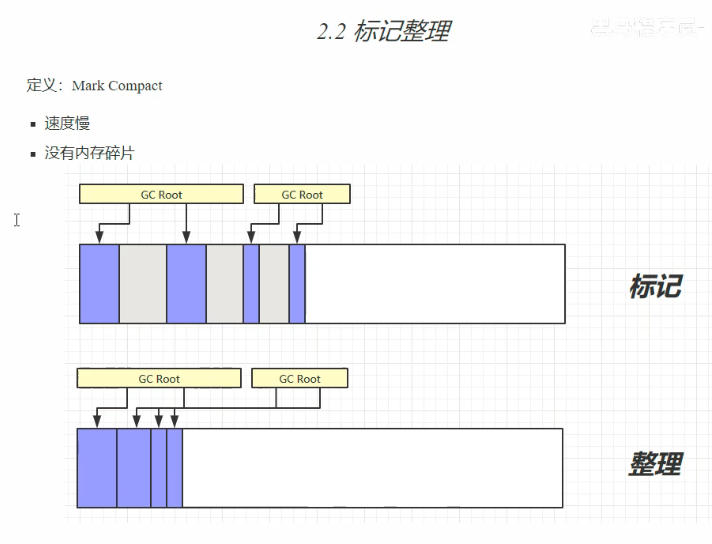 2.2 标记整理
定义：Mark Compact
速度慢
没有内存碎片
GC Root
GC Root
标记
GC Root
GC Root
整理